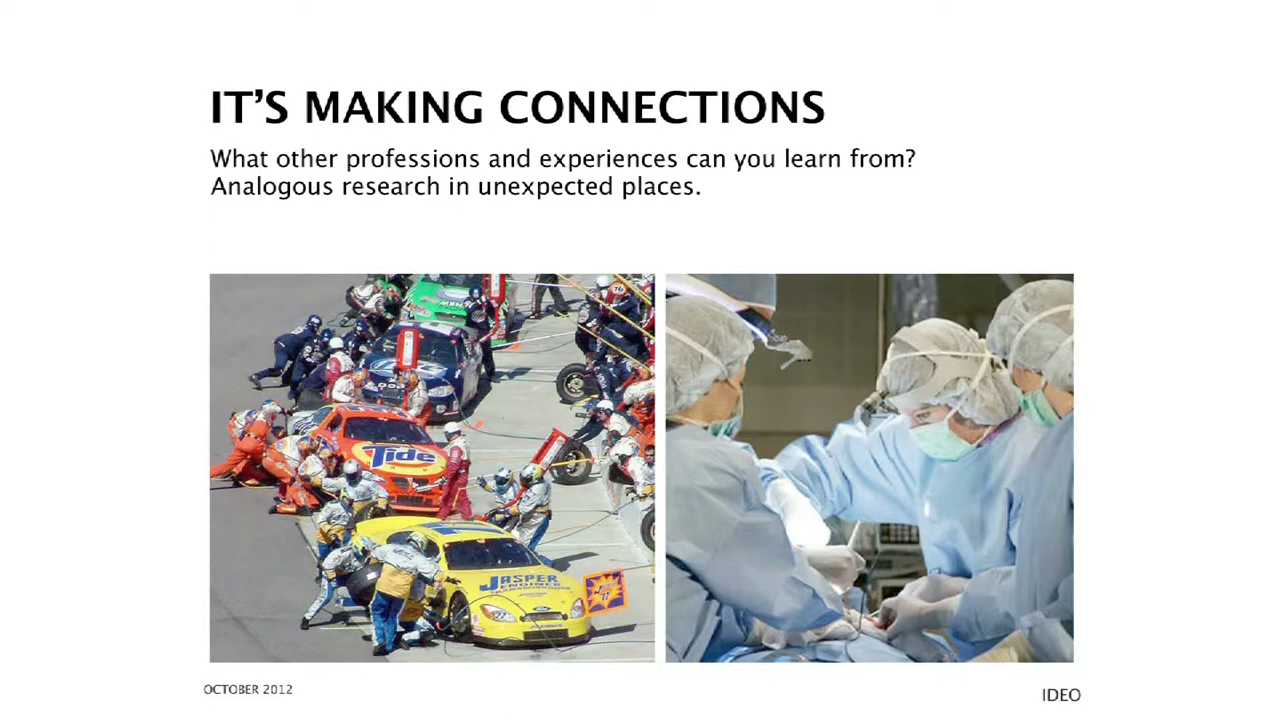 IT’S MAKING CONNECTIONS
What other professions and experiences can you learn from?
Analogous research in unexpected places.
Tide
JASPER
ENGINES
OCTOBER 2012
IDEO